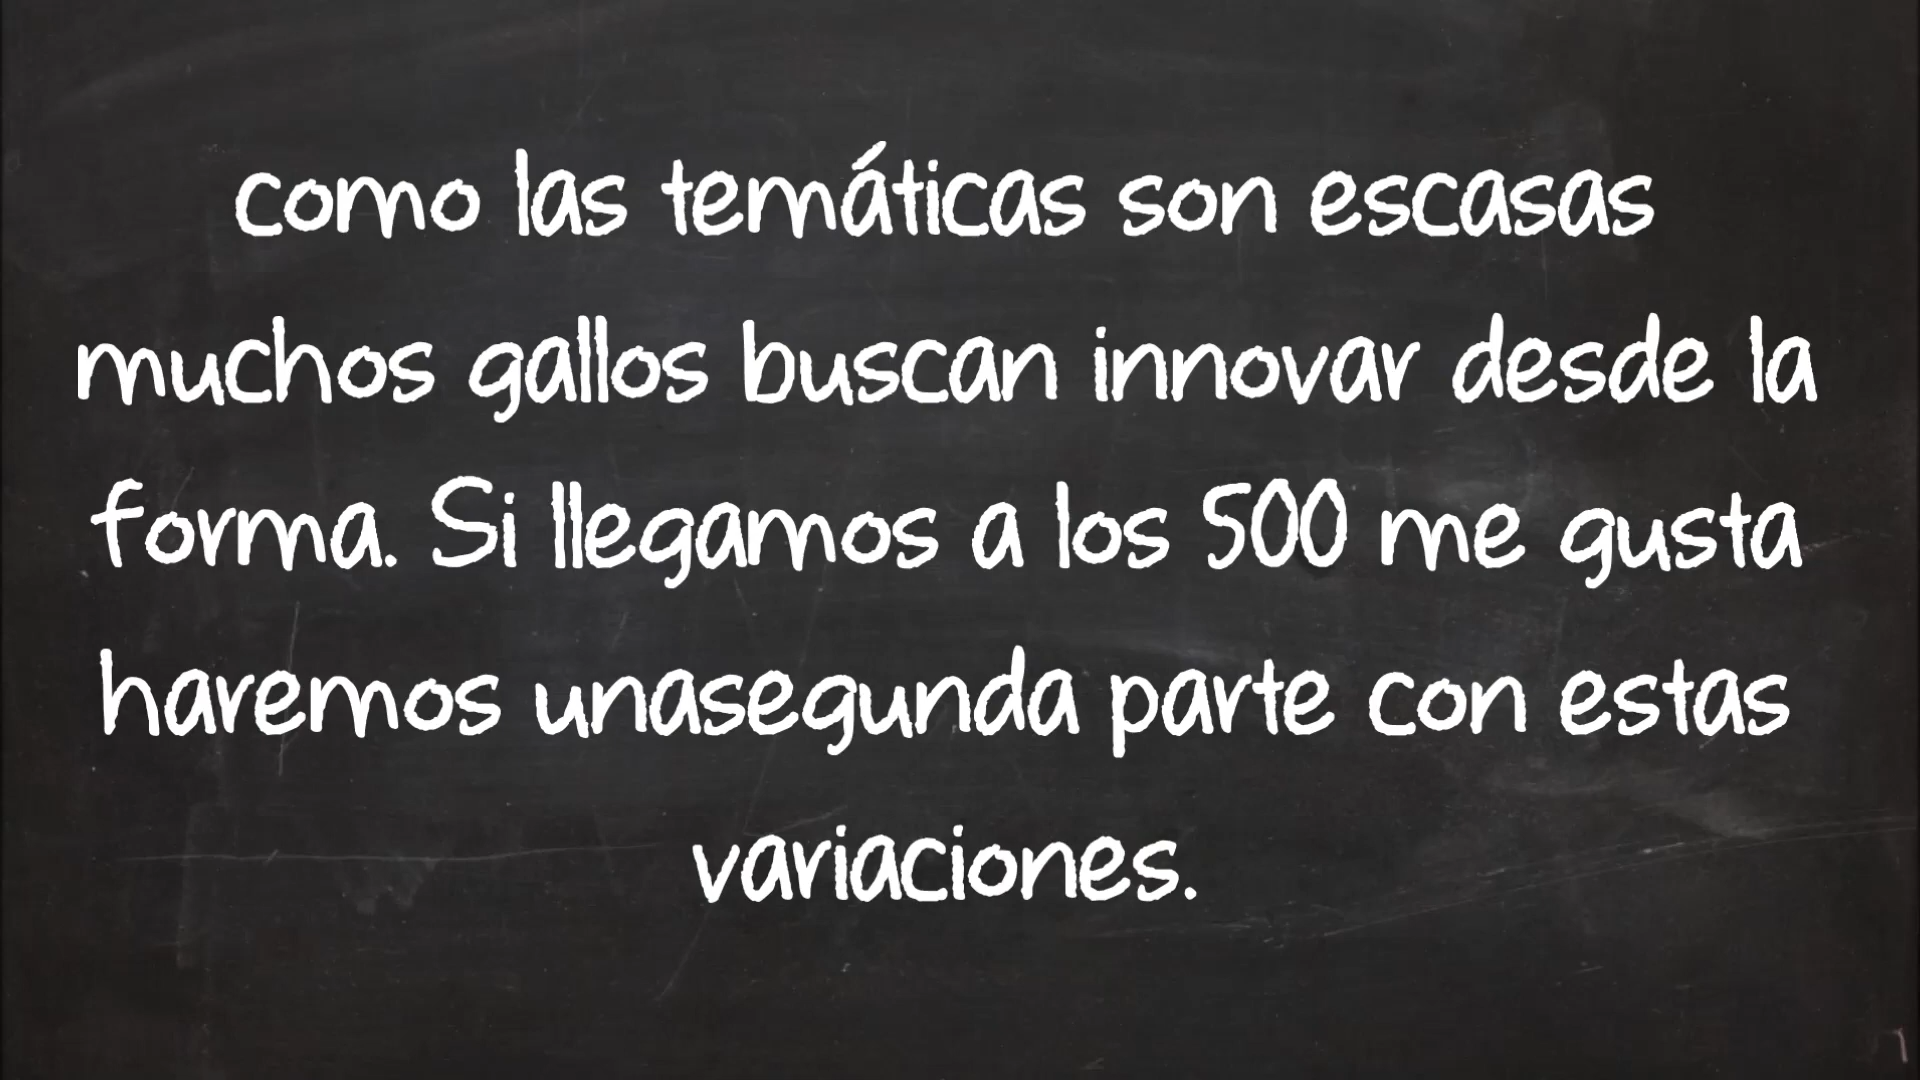 como las temáticas son escasas
muchos gallos buscan innovar desde la
forma. Si llegamos a los 500 me gusta
haremos unasegunda parte con estas
variaciones.